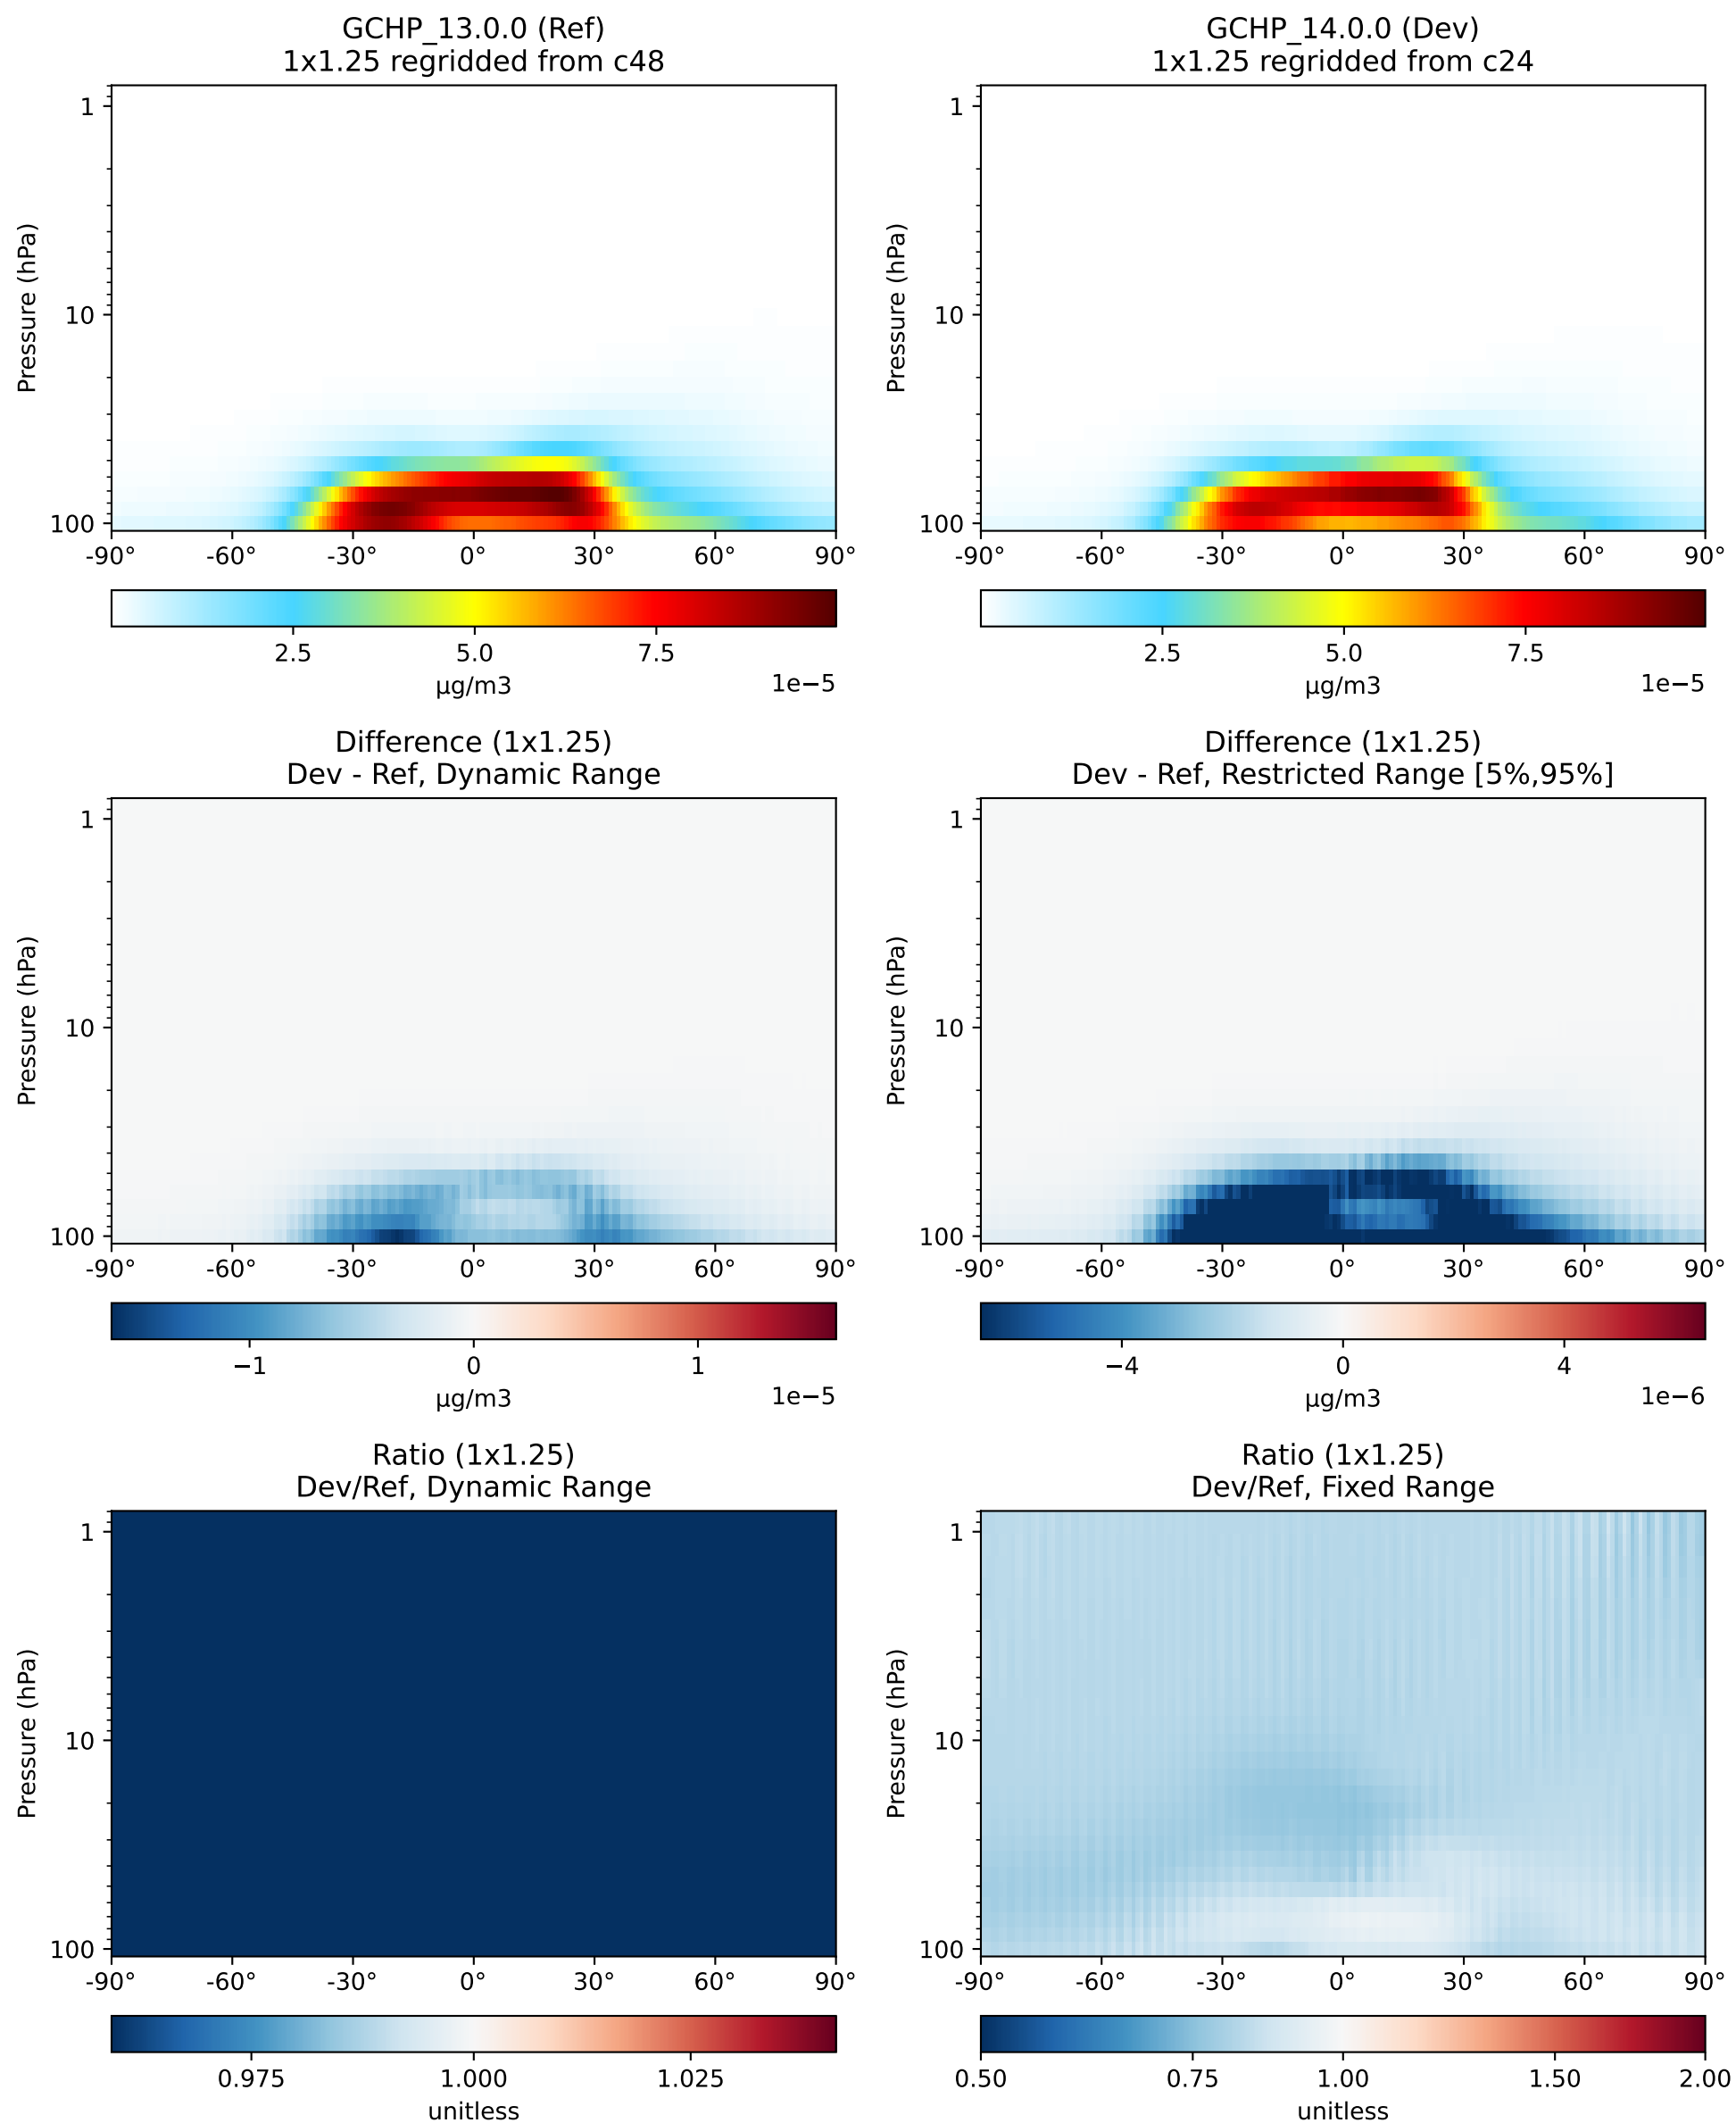 GCHP_13.0.0 (Ref)
1x1.25 regridded from c48
Pressure (hPa)
1
10
100
-90° -60° -30° 0° 30° 60° 90°
2.5 5.0 7.5
µg/m3
1e−5
GCHP_14.0.0 (Dev)
1x1.25 regridded from c24
Pressure (hPa)
1
10
100
-90° -60° -30° 0° 30° 60° 90°
2.5 5.0 7.5
µg/m3
1e−5
Difference (1x1.25)
Dev - Ref, Dynamic Range
Pressure (hPa)
1
10
100
-90° -60° -30° 0° 30° 60° 90°
−1 0 1
µg/m3
1e−5
Difference (1x1.25)
Dev - Ref, Restricted Range [5%,95%]
Pressure (hPa)
1
10
100
-90° -60° -30° 0° 30° 60° 90°
−4 0 4
µg/m3
1e−6
Ratio (1x1.25)
Dev/Ref, Dynamic Range
Pressure (hPa)
1
10
100
-90° -60° -30° 0° 30° 60° 90°
0.975 1.000 1.025
unitless
Ratio (1x1.25)
Dev/Ref, Fixed Range
Pressure (hPa)
1
10
100
-90° -60° -30° 0° 30° 60° 90°
0.50 0.75 1.00 1.50 2.00
unitless